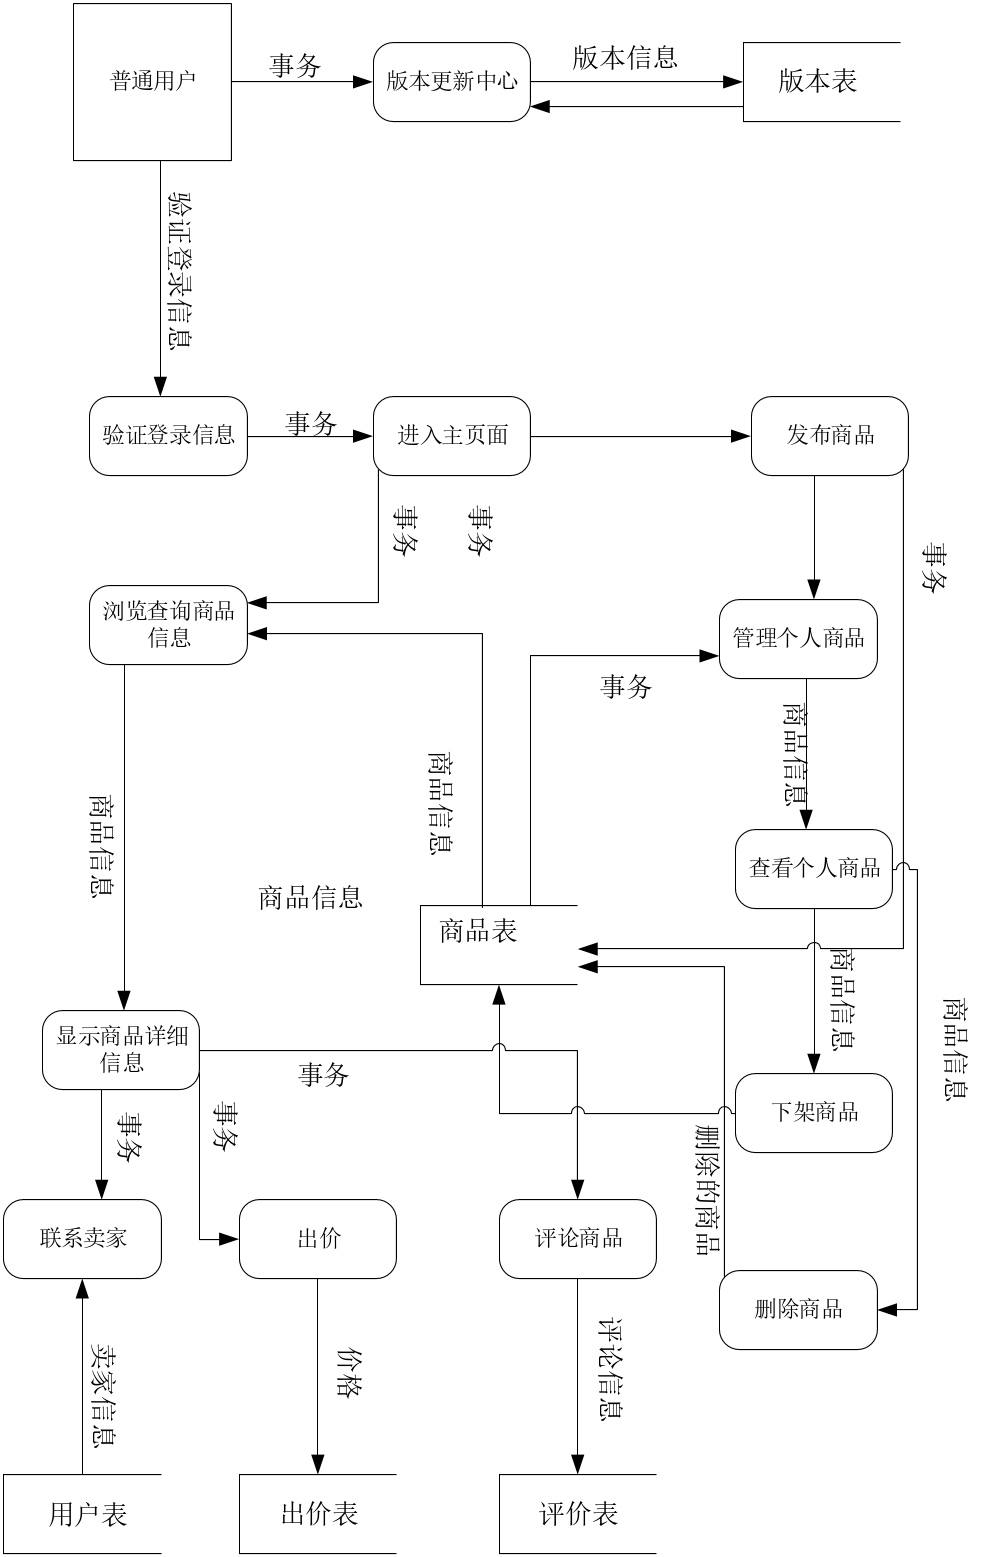 普通用户
事务
版本更新中心
版本信息
版本表
验证登录信息
验证登录信息
事务
进入主页面
发布商品
事务
事务
事务
浏览查询商品
信息
管理个人商品
事务
商品信息
商品信息
商品信息
查看个人商品
商品信息
商品表
商品信息
商品信息
显示商品详细
信息
事务
下架商品
事务
事务
删除的商品
联系卖家
出价
评论商品
删除商品
卖家信息
价格
评论信息
用户表
出价表
评价表